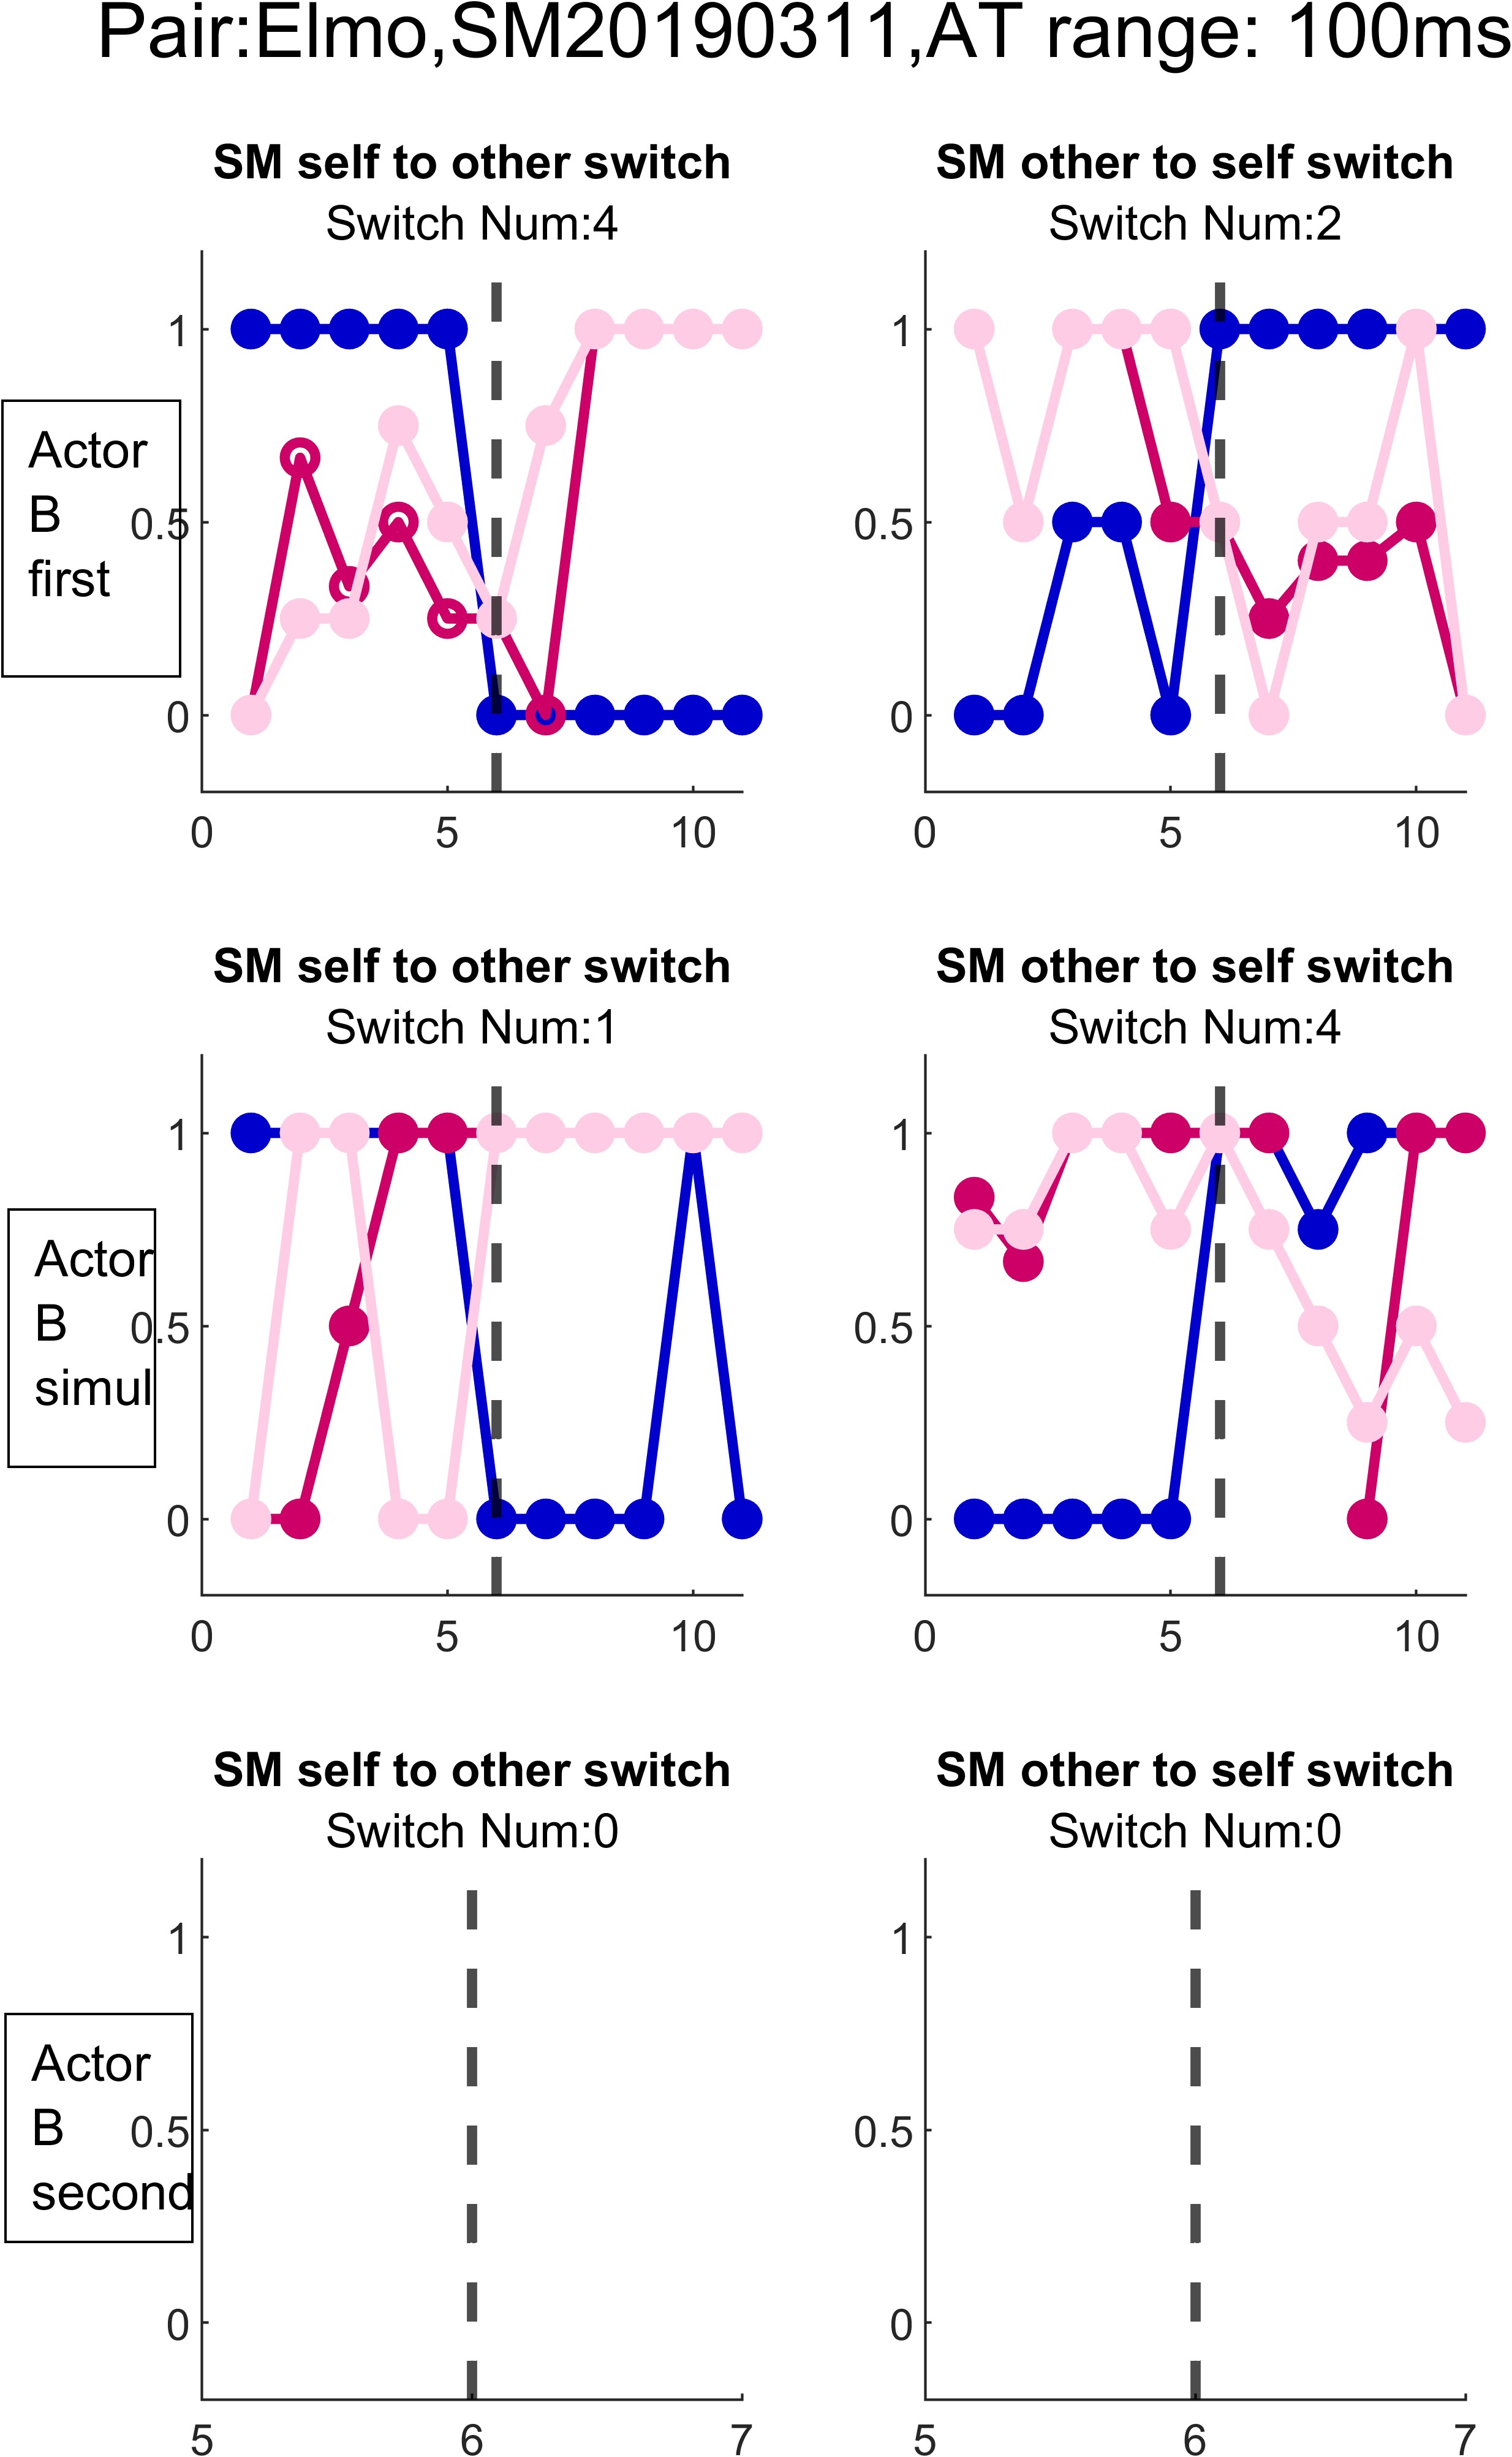 Pair:Elmo,SM20190311,AT range: 100ms
SM self to other switch
Switch Num:4
SM other to self switch
Switch Num:2
Actor
B
first
1
0.5
0
0
5
10
1
0.5
0
0
5
10
SM self to other switch
Switch Num:1
SM other to self switch
Switch Num:4
Actor
B
simul
1
0.5
0
0
5
10
1
0.5
0
0
5
10
SM self to other switch
Switch Num:0
SM other to self switch
Switch Num:0
Actor
B
second
1
0.5
0
5
6
7
1
0.5
0
5
6
7